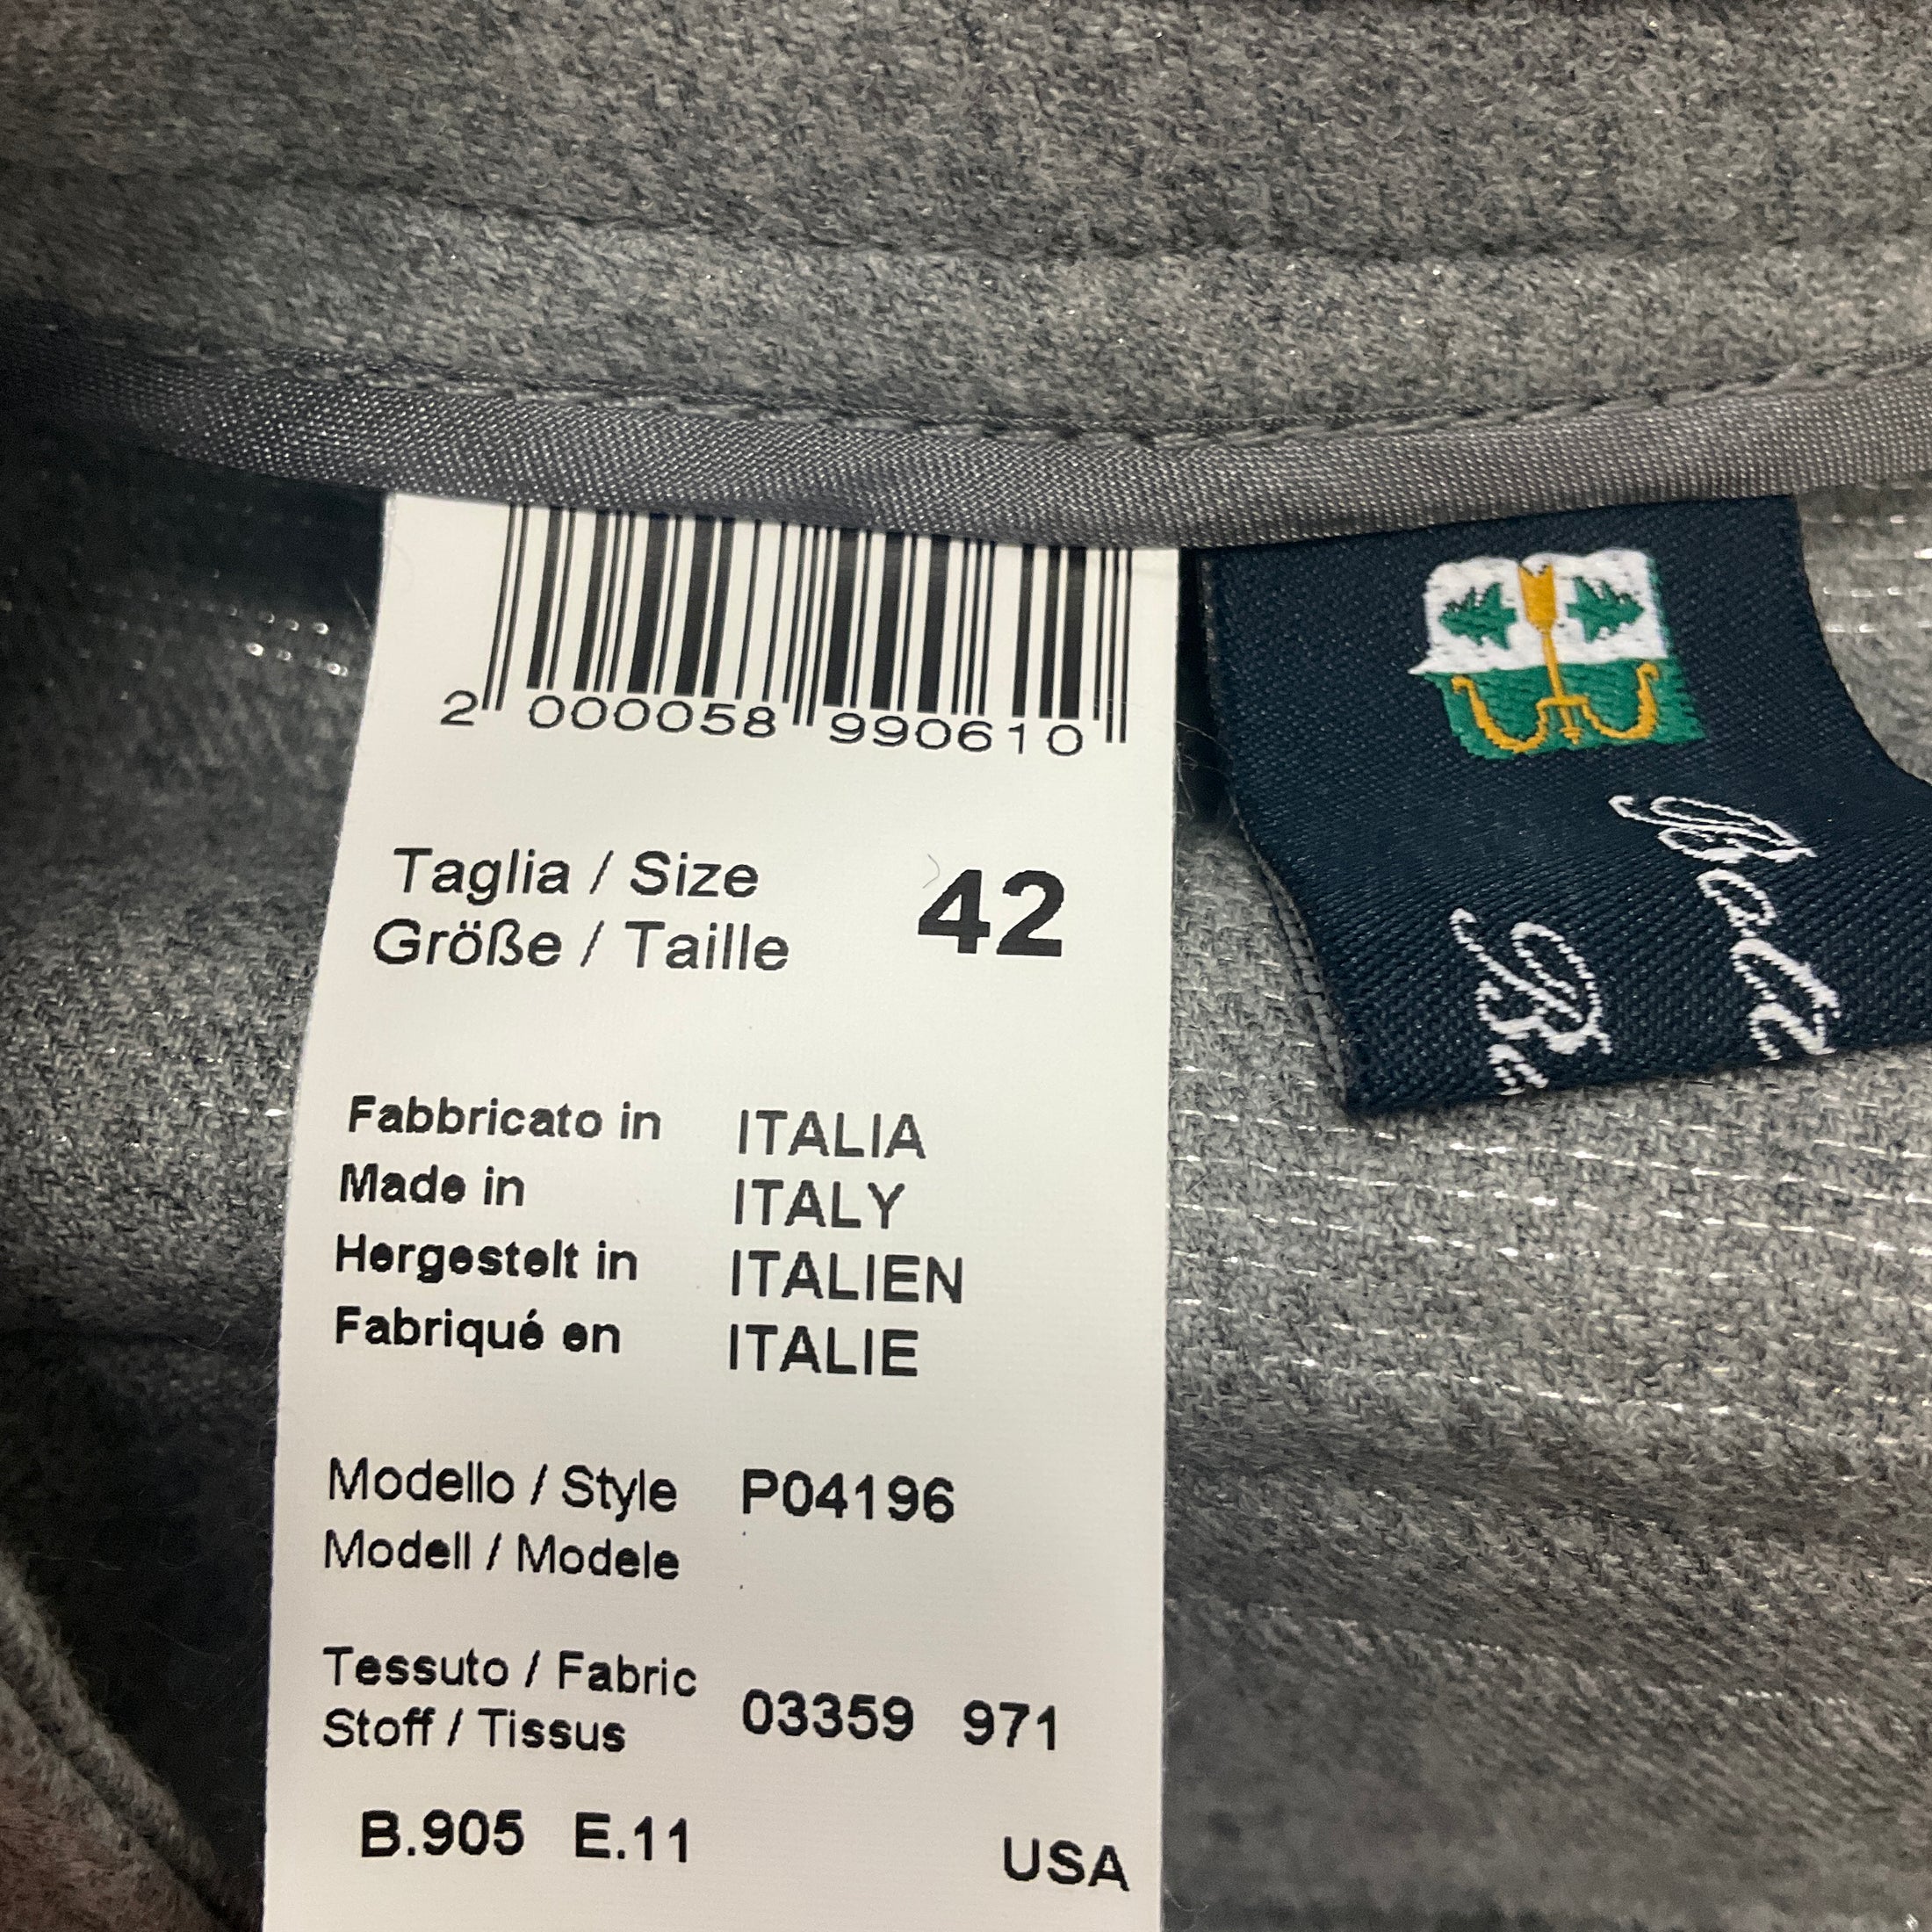 2 000058 990610
Taglia / Size 42
Größe / Taille
Fabbricato in ITALIA
Made in ITALY
Hergestelt in ITALIEN
Fabriqué en ITALIE
Modello / Style P04196
Modell / Modele
Tessuto / Fabric 03359 971
Stoff / Tissus
B.905 E.11 USA